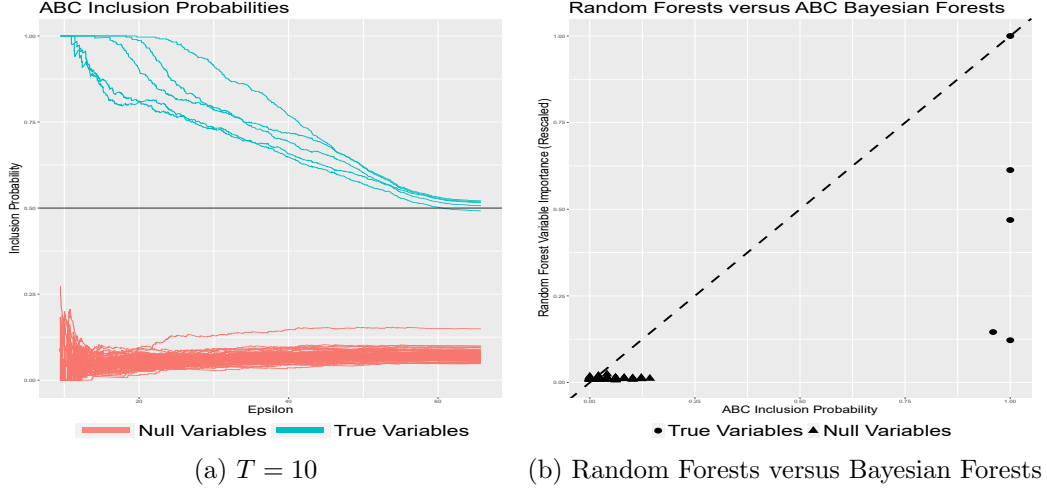 ABC Inclusion Probabilities
Inclusion Probability
1.00
0.75
0.50
0.25
0.00
20
40
60
Epsilon
Null Variables
True Variables
(a) T = 10
Random Forests versus ABC Bayesian Forests
Random Forest Variable Importance (Rescaled)
1.00
0.75
0.50
0.25
0.00
0.00
0.25
0.50
0.75
1.00
ABC Inclusion Probability
True Variables
Null Variables
(b) Random Forests versus Bayesian Forests